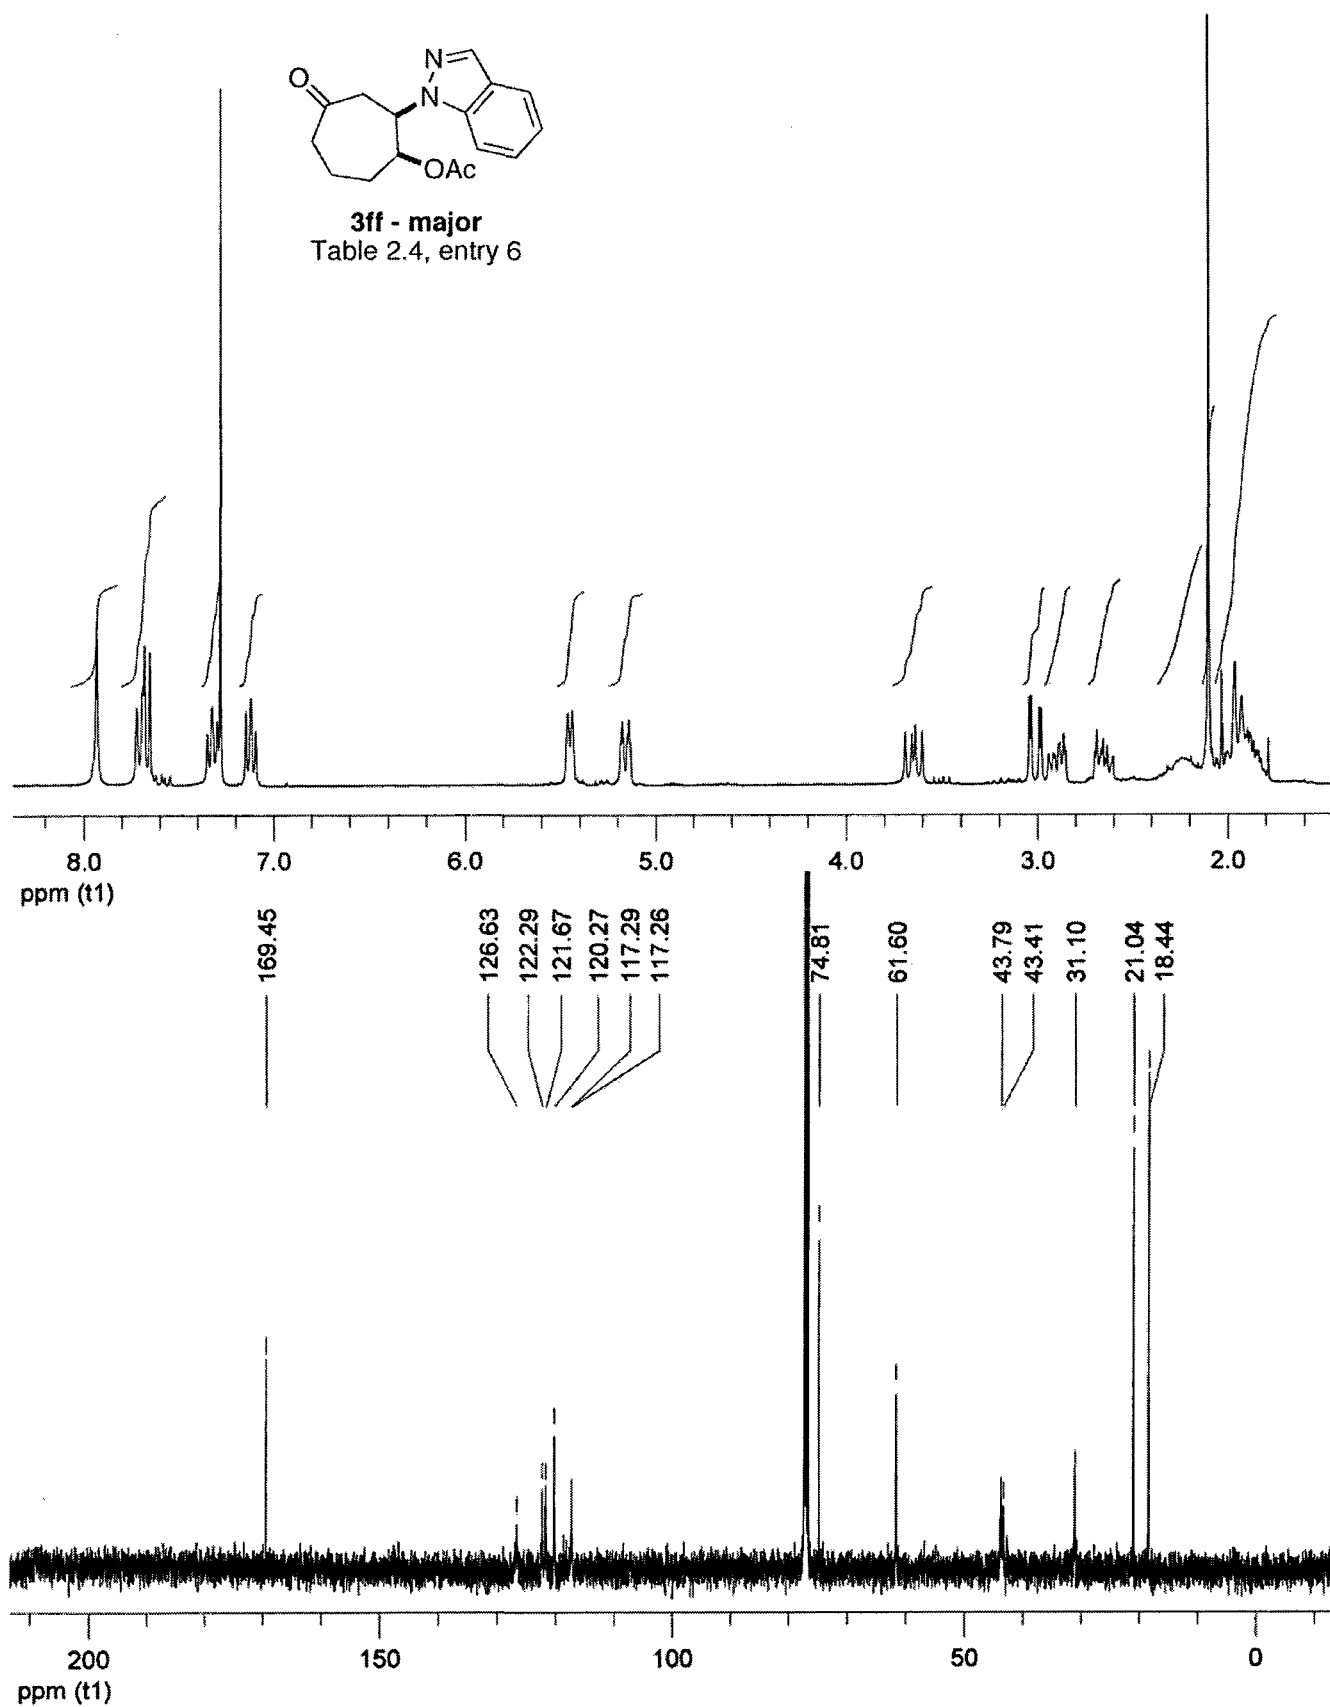 O
N
N
OAc
3ff - major
Table 2.4, entry 6
8.0 7.0 6.0 5.0 4.0 3.0 2.0
ppm (t1)
169.45
126.63
122.29
121.67
120.27
117.29
117.26
74.81
61.60
43.79
43.41
31.10
21.04
18.44
200 150 100 50 0
ppm (t1)